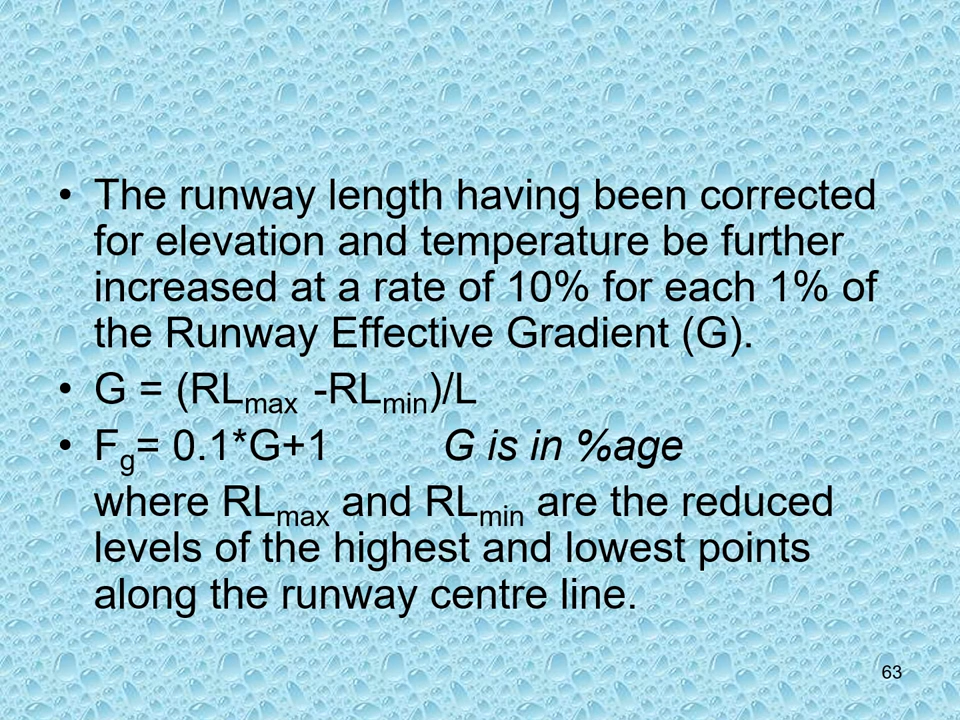 • The runway length having been corrected
for elevation and temperature be further
increased at a rate of 10% for each 1% of
the Runway Effective Gradient (G).
• G = (RLmax -RLmin)/L
• Fg= 0.1*G+1 G is in %age
where RLmax and RLmin are the reduced
levels of the highest and lowest points
along the runway centre line.
63